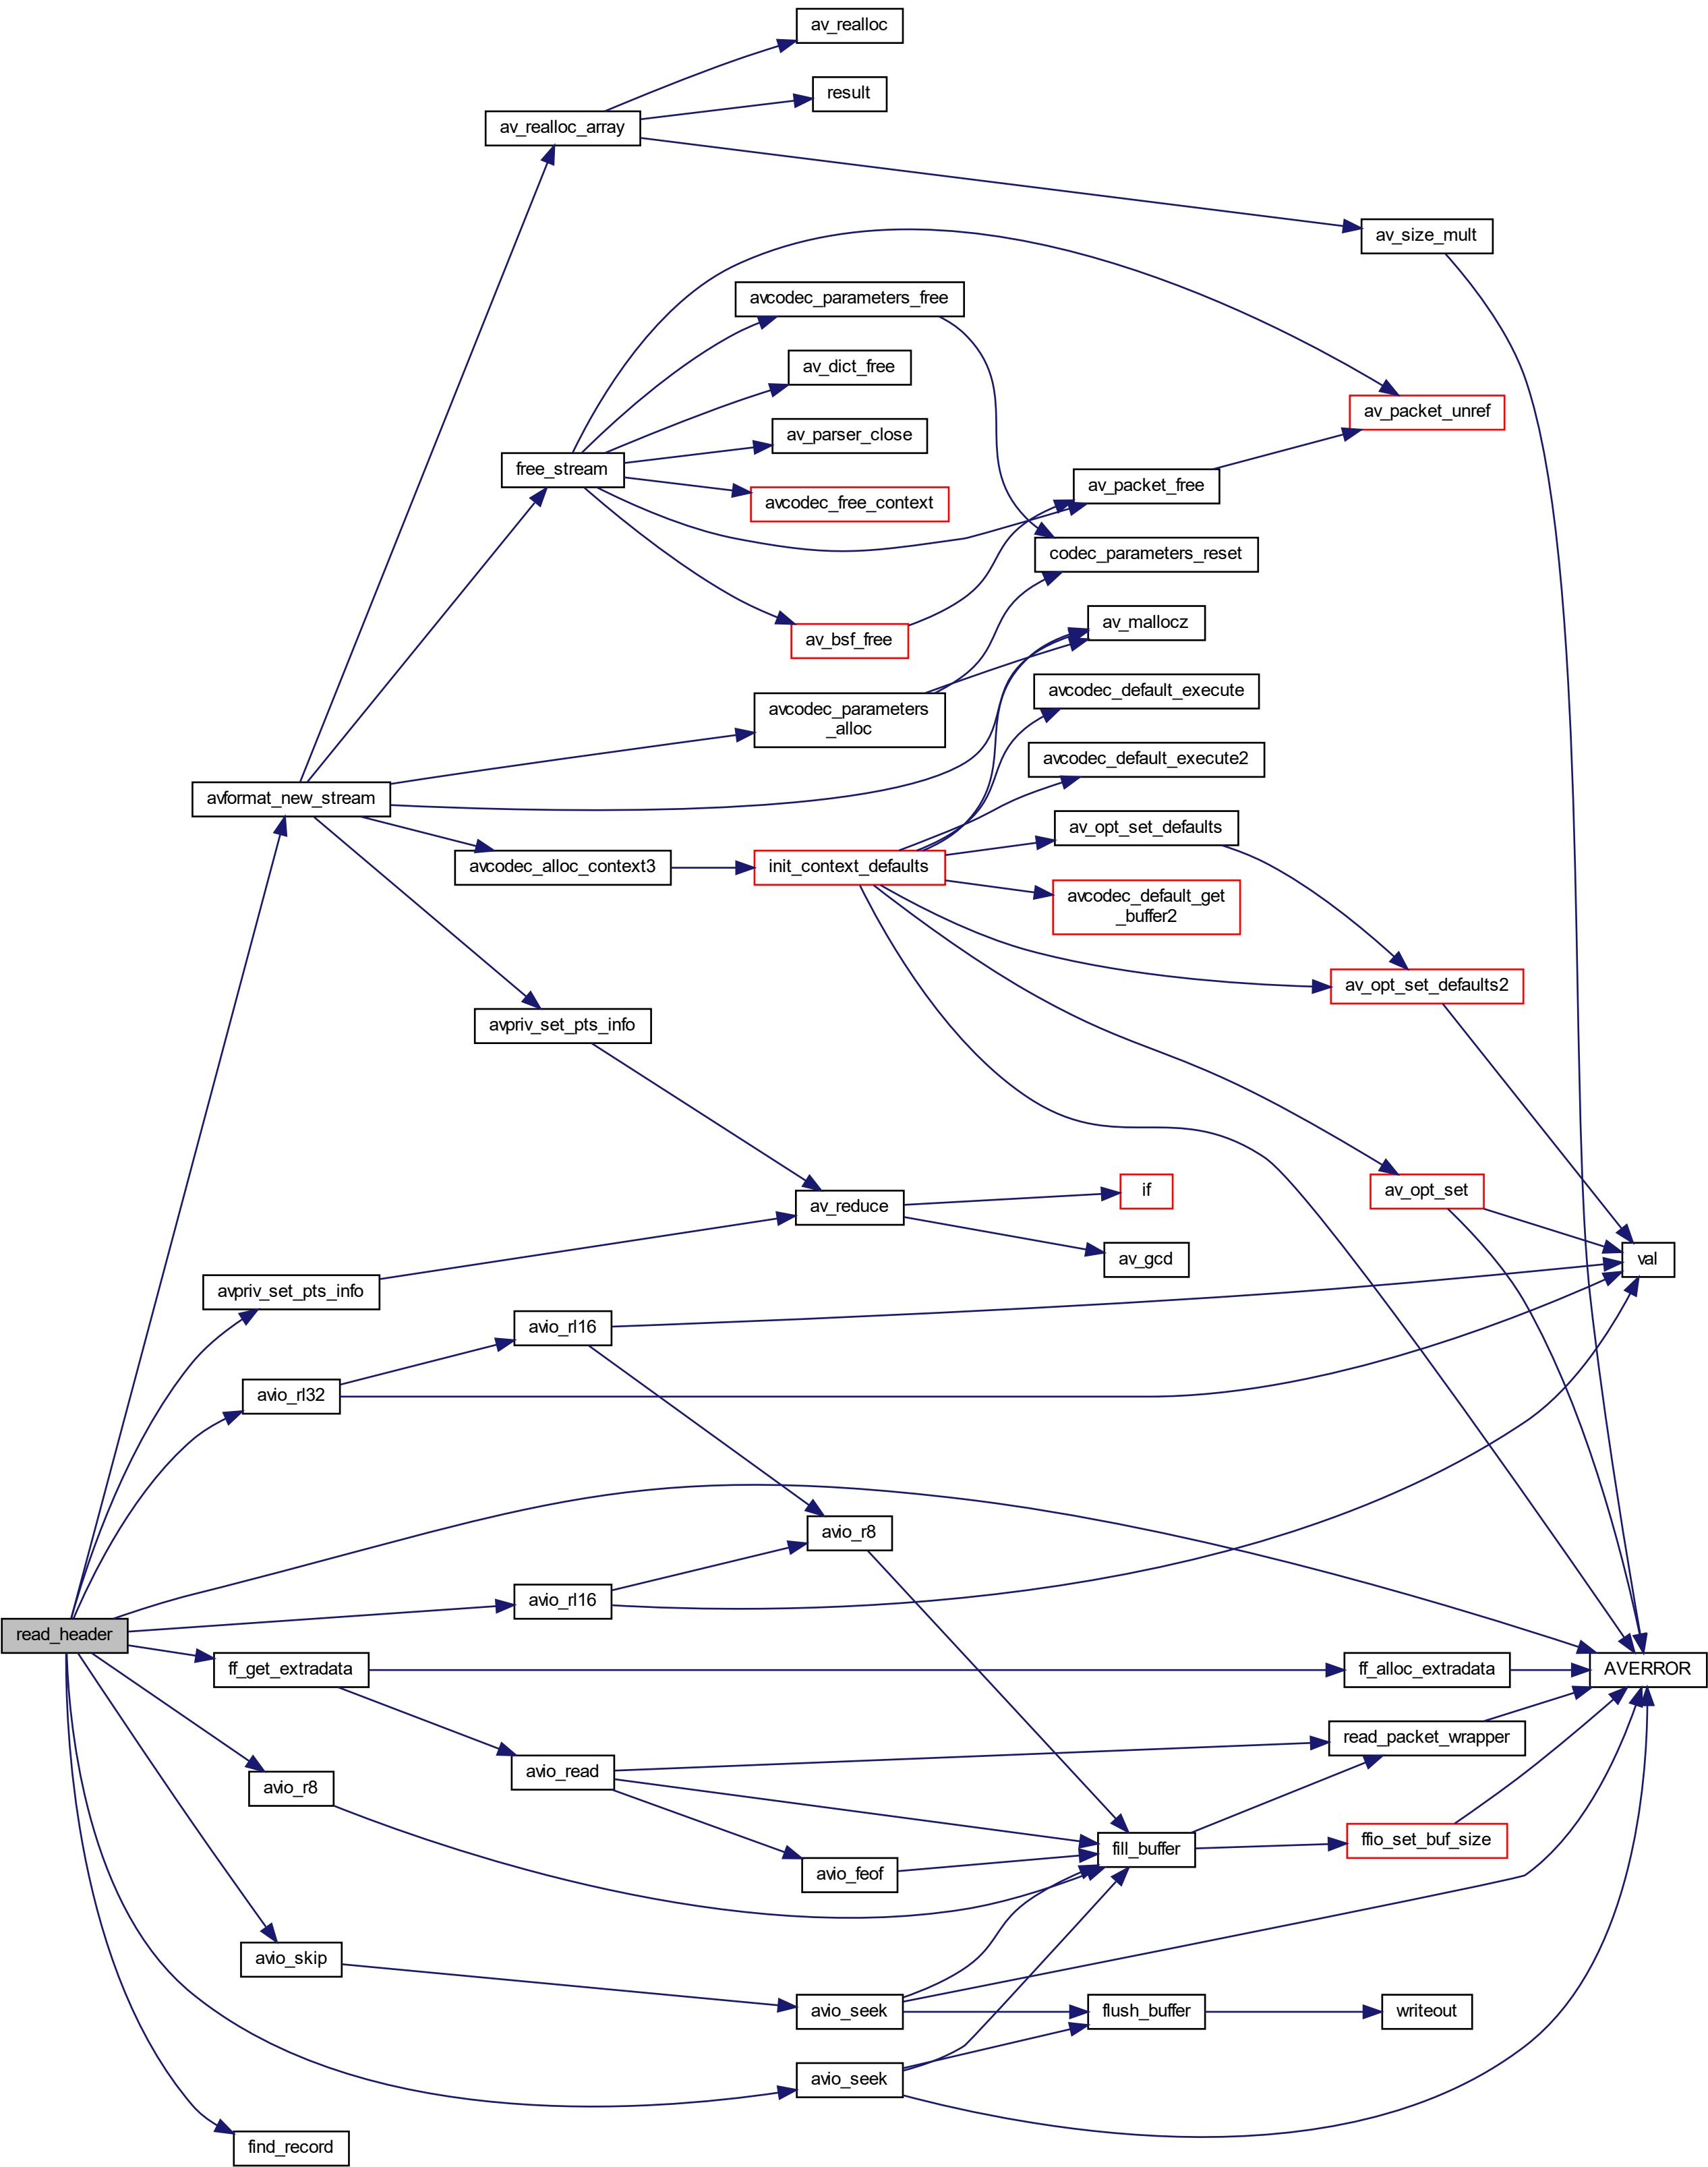 av_realloc
result
av_realloc_array
av_size_mult
avcodec_parameters_free
av_dict_free
av_packet_unref
av_parser_close
free_stream
av_packet_free
avcodec_free_context
codec_parameters_reset
av_mallocz
av_bsf_free
avcodec_default_execute
avcodec_parameters
_alloc
avcodec_default_execute2
avformat_new_stream
av_opt_set_defaults
avcodec_alloc_context3
init_context_defaults
avcodec_default_get
_buffer2
av_opt_set_defaults2
avpriv_set_pts_info
if
av_opt_set
av_reduce
av_gcd
val
avpriv_set_pts_info
avio_rl16
avio_rl32
avio_r8
avio_rl16
read_header
ff_get_extradata
ff_alloc_extradata
AVERROR
read_packet_wrapper
avio_read
avio_r8
fill_buffer
ffio_set_buf_size
avio_feof
avio_skip
avio_seek
flush_buffer
writeout
avio_seek
find_record